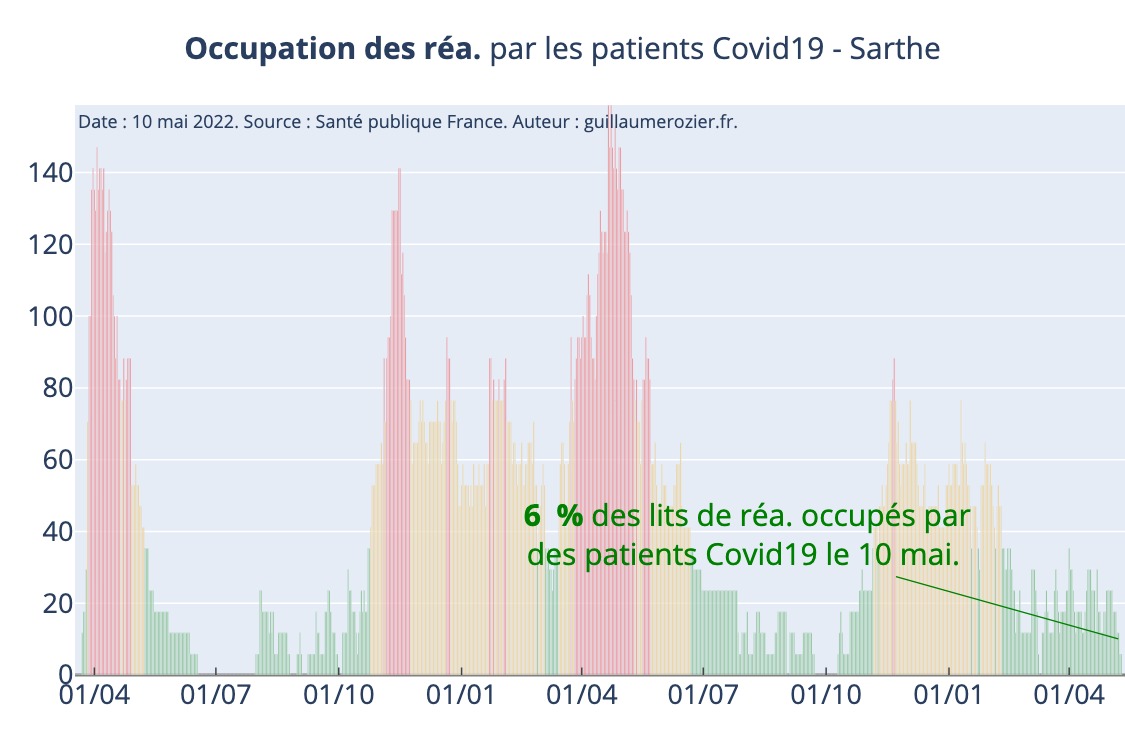 Occupation des réa. par les patients Covid19 - Sarthe
Date : 10 mai 2022. Source : Santé publique France. Auteur : guillaumerozier.fr.
140
120
100
80
60
40
20
0
6 % des lits de réa. occupés par
des patients Covid19 le 10 mai.
01/04 01/07 01/10 01/01 01/04 01/07 01/10 01/01 01/04